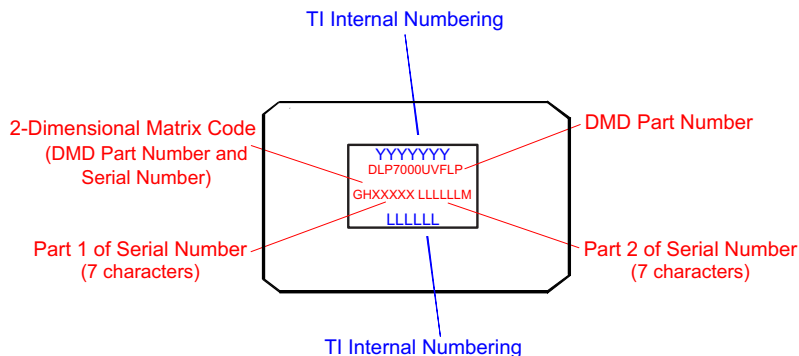 TI Internal Numbering
2-Dimensional Matrix Code
(DMD Part Number and
Serial Number)
DMD Part Number
YYYYYYY
DLP7000UVFLP
GHXXXXX LLLLLLM
LLLLLL
Part 1 of Serial Number
(7 characters)
Part 2 of Serial Number
(7 characters)
TI Internal Numbering